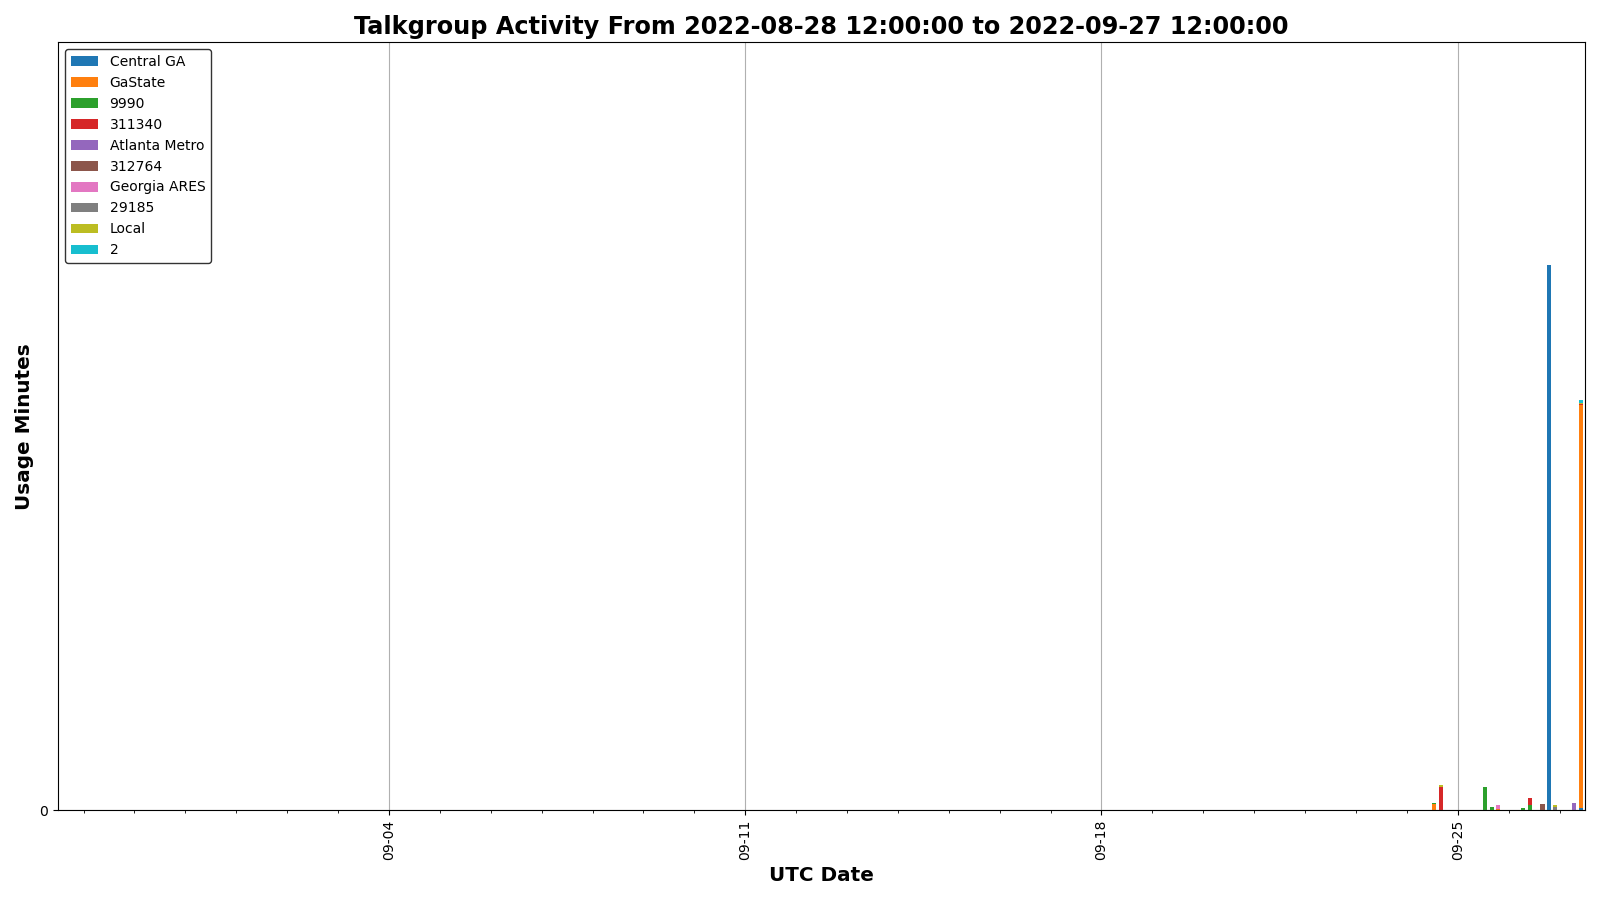 Talkgroup Activity From 2022-08-28 12:00:00 to 2022-09-27 12:00:00
Central GA
GaState
9990
311340
Atlanta Metro
312764
Georgia ARES
29185
Local
2
Usage Minutes
0
09-04
09-11
09-18
09-25
UTC Date